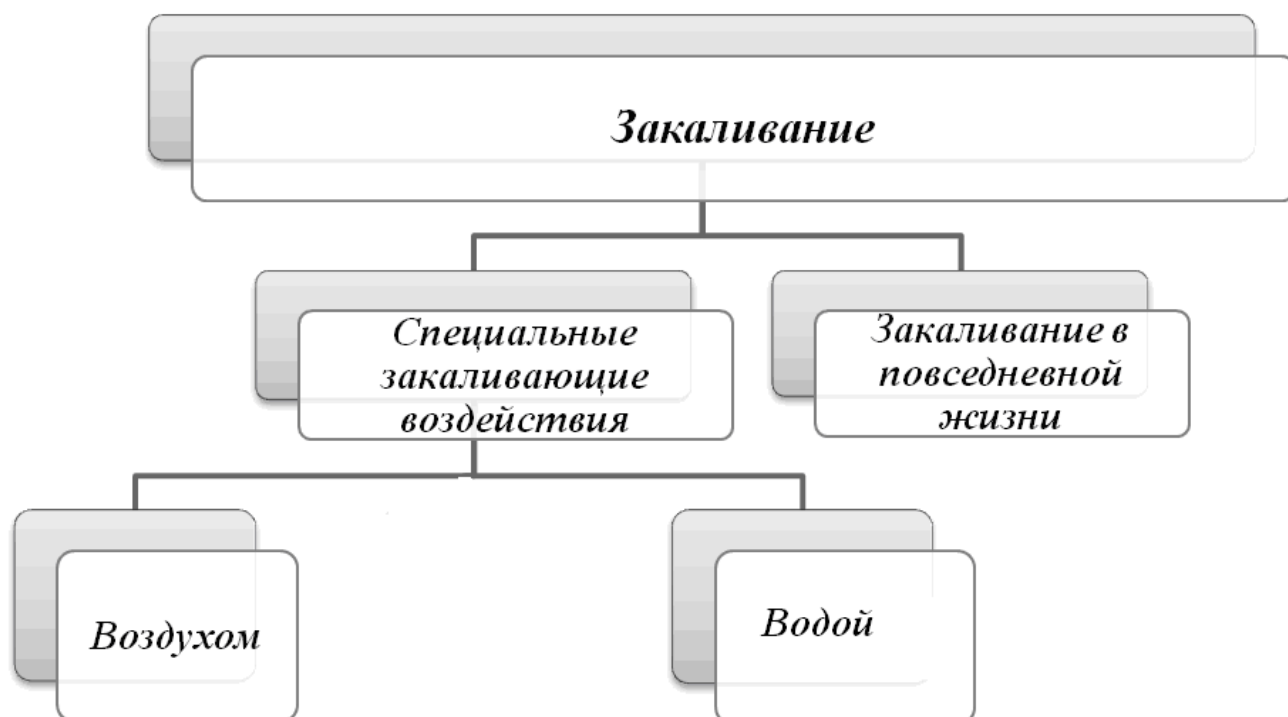 Закаливание
Специальные
закаливающие
воздействия
Закаливание в
повседневной
жизни
Воздухом
Водой